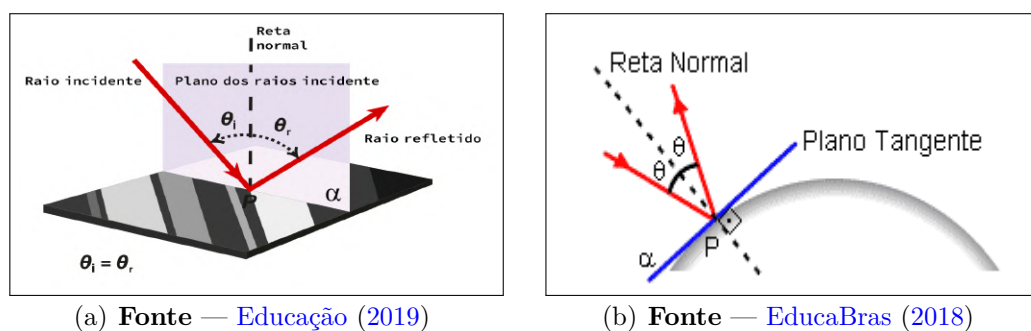 Reta
normal
Raio incidente
Plano dos raios incidente
θi
θr
Raio refletido
P
α
θi = θr
(a) Fonte — Educação (2019)
Reta Normal
θ
θ
Plano Tangente
P
α
(b) Fonte — EducaBras (2018)